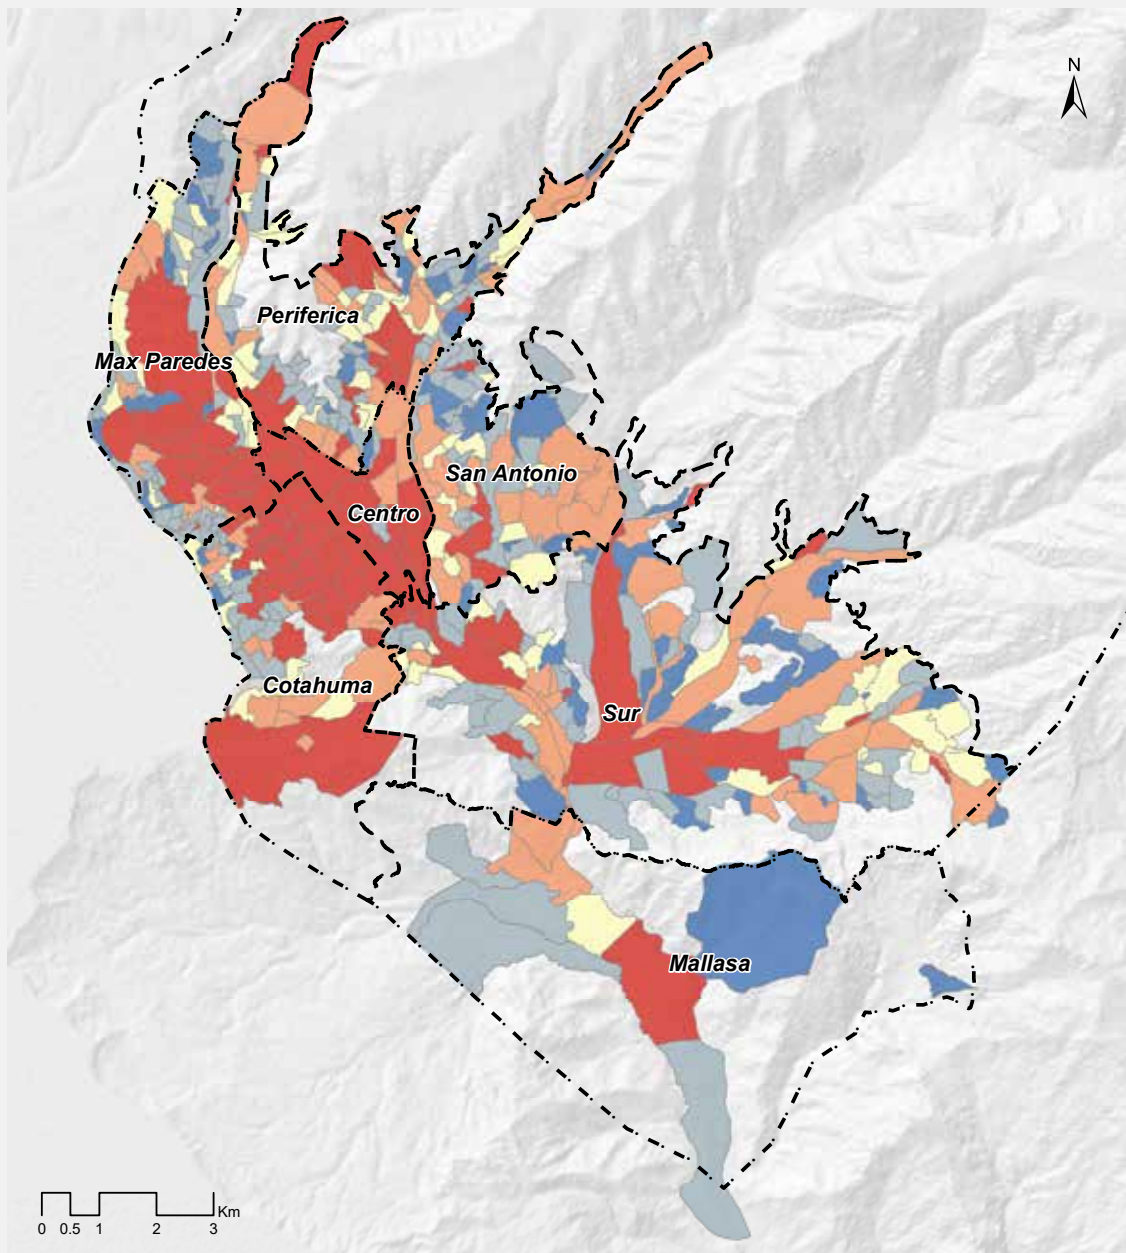 N
Periferica
Max Paredes
San Antonio
Centro
Cotahuma
Sur
Mallasa
Km
0 0.5 1 2 3